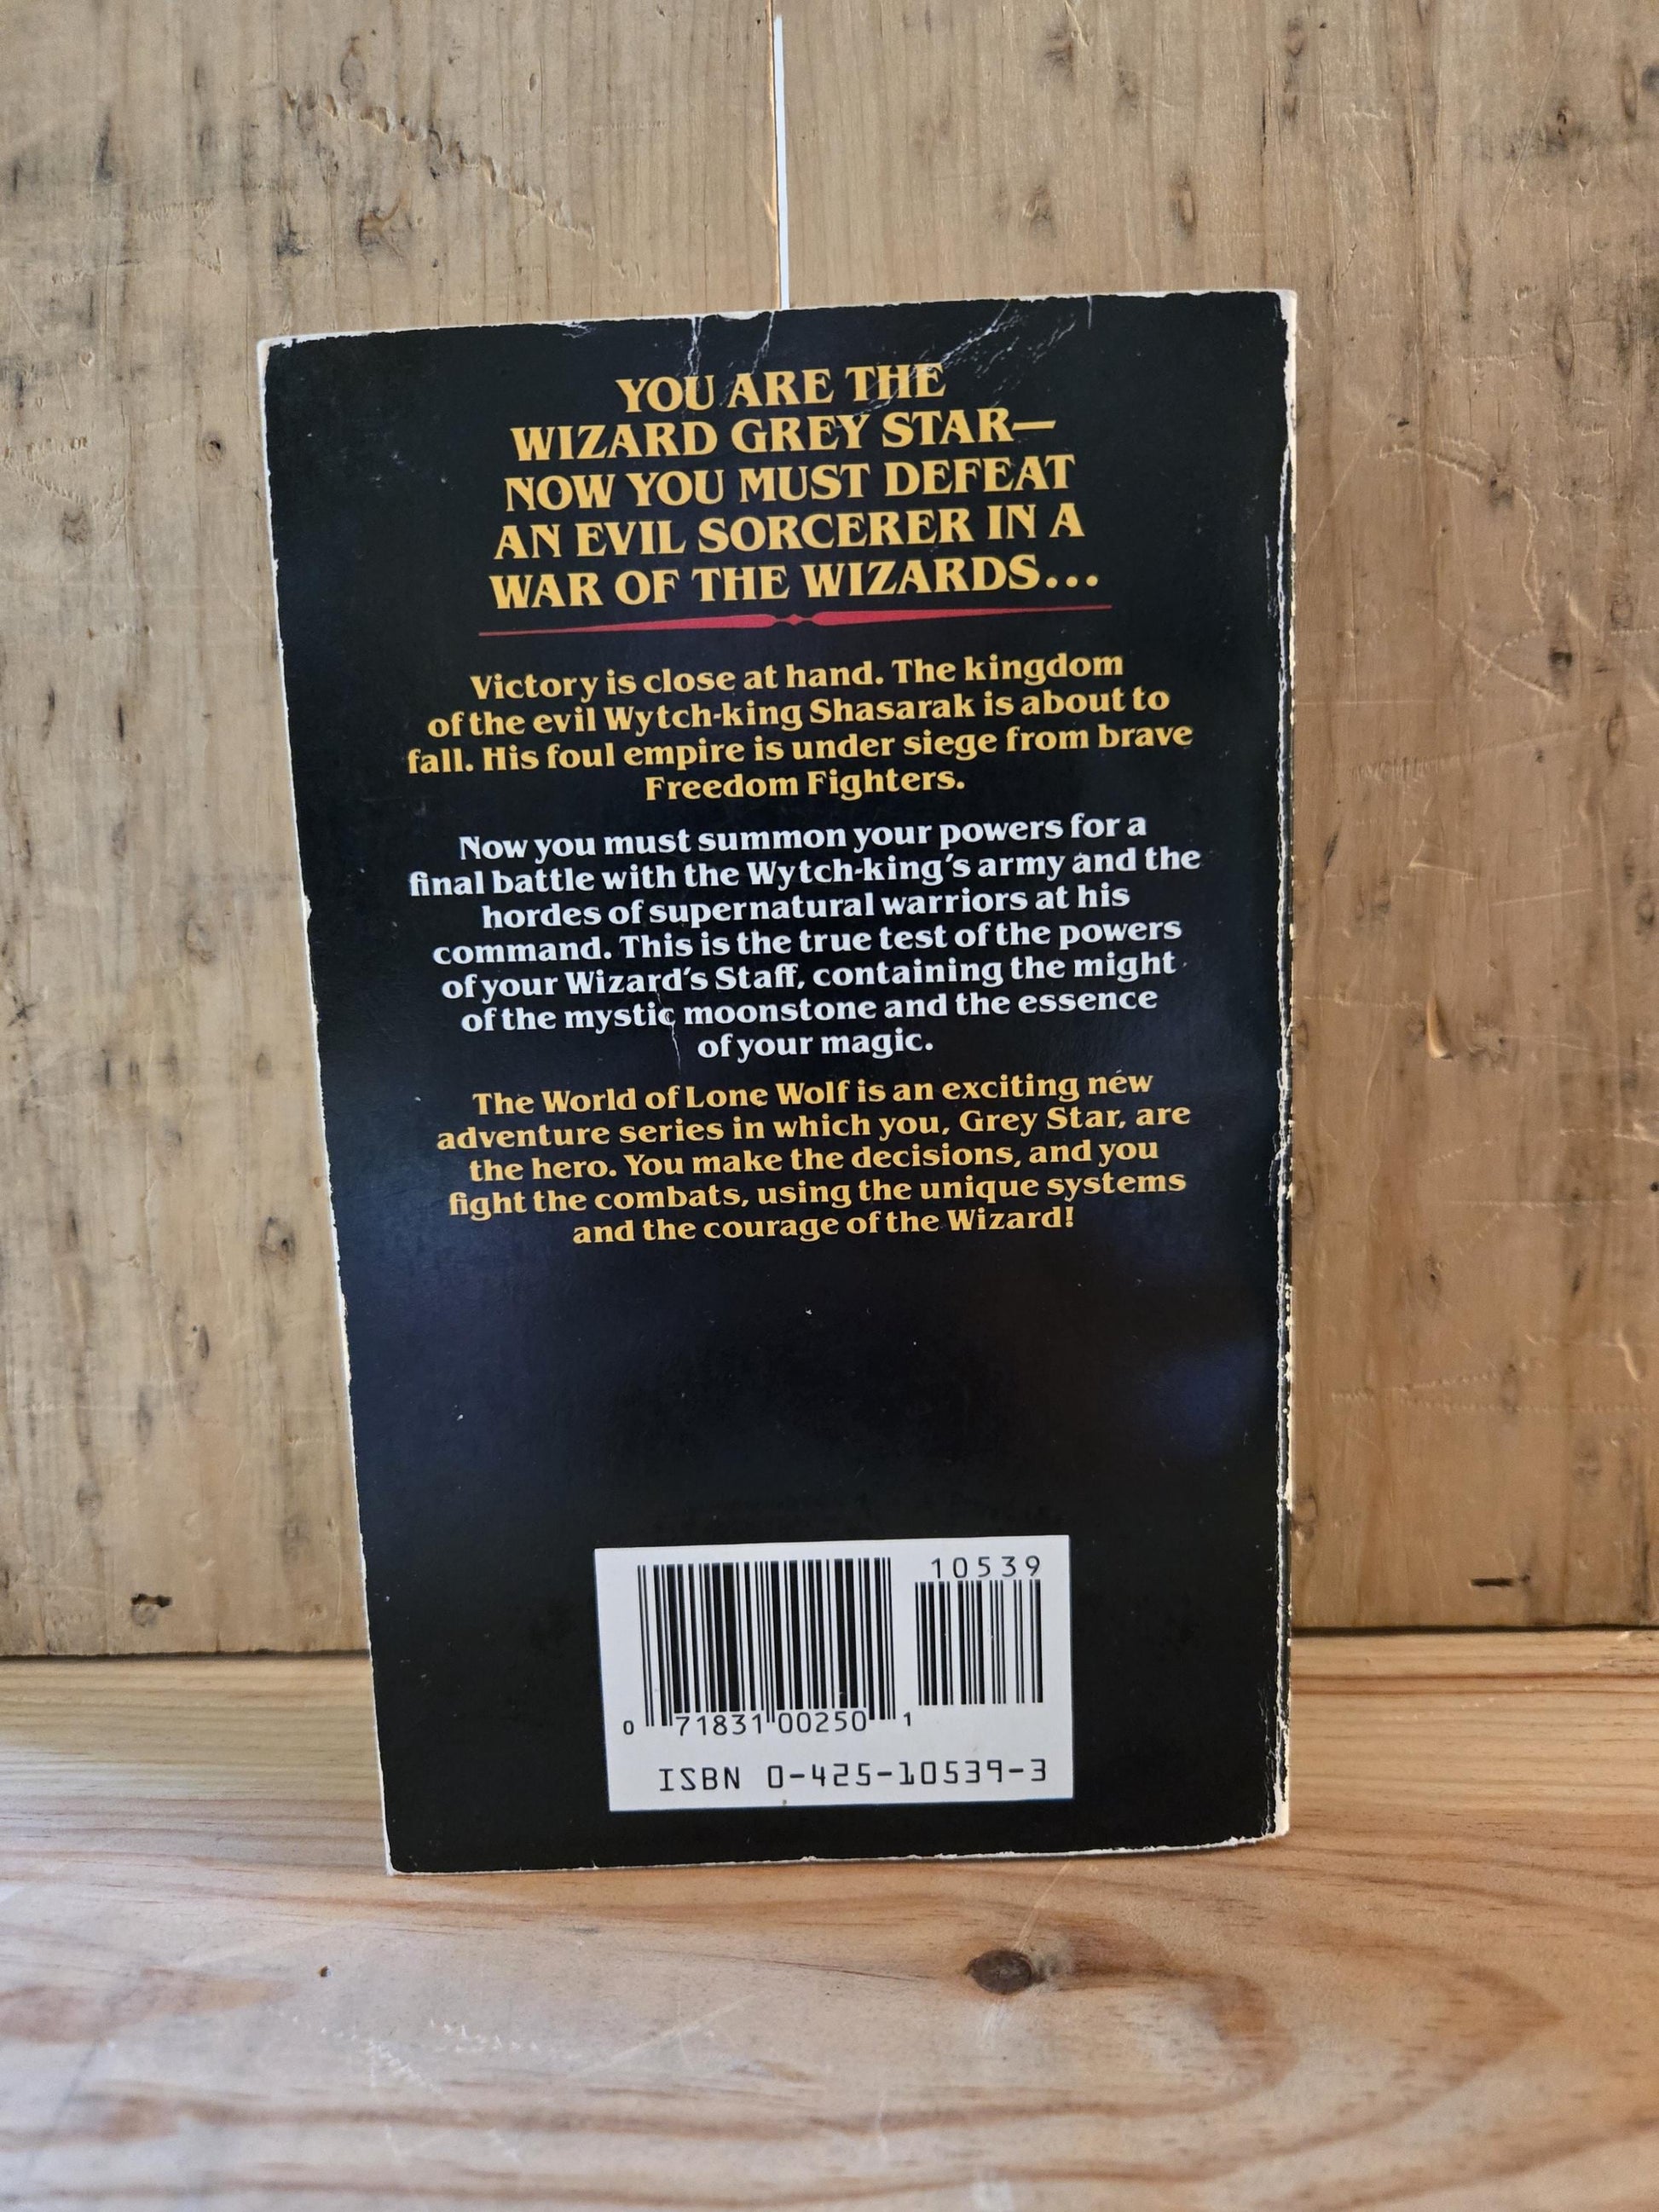 YOU ARE THE
WIZARD GREY STAR—
NOW YOU MUST DEFEAT
AN EVIL SORCERER IN A
WAR OF THE WIZARDS...
Victory is close at hand. The kingdom
of the evil Wytch-king Shasarak is about to
fall. His foul empire is under siege from brave
Freedom Fighters.
Now you must summon your powers for a
final battle with the Wytch-king's army and the
hordes of supernatural warriors at his
command. This is the true test of the powers
of your Wizard's Staff, containing the might
of the mystic moonstone and the essence
of your magic.
The World of Lone Wolf is an exciting new
adventure series in which you, Grey Star, are
the hero. You make the decisions, and you
fight the combats, using the unique systems
and the courage of the Wizard!
10539
0 71831 00250 1
ISBN 0-425-10539-3